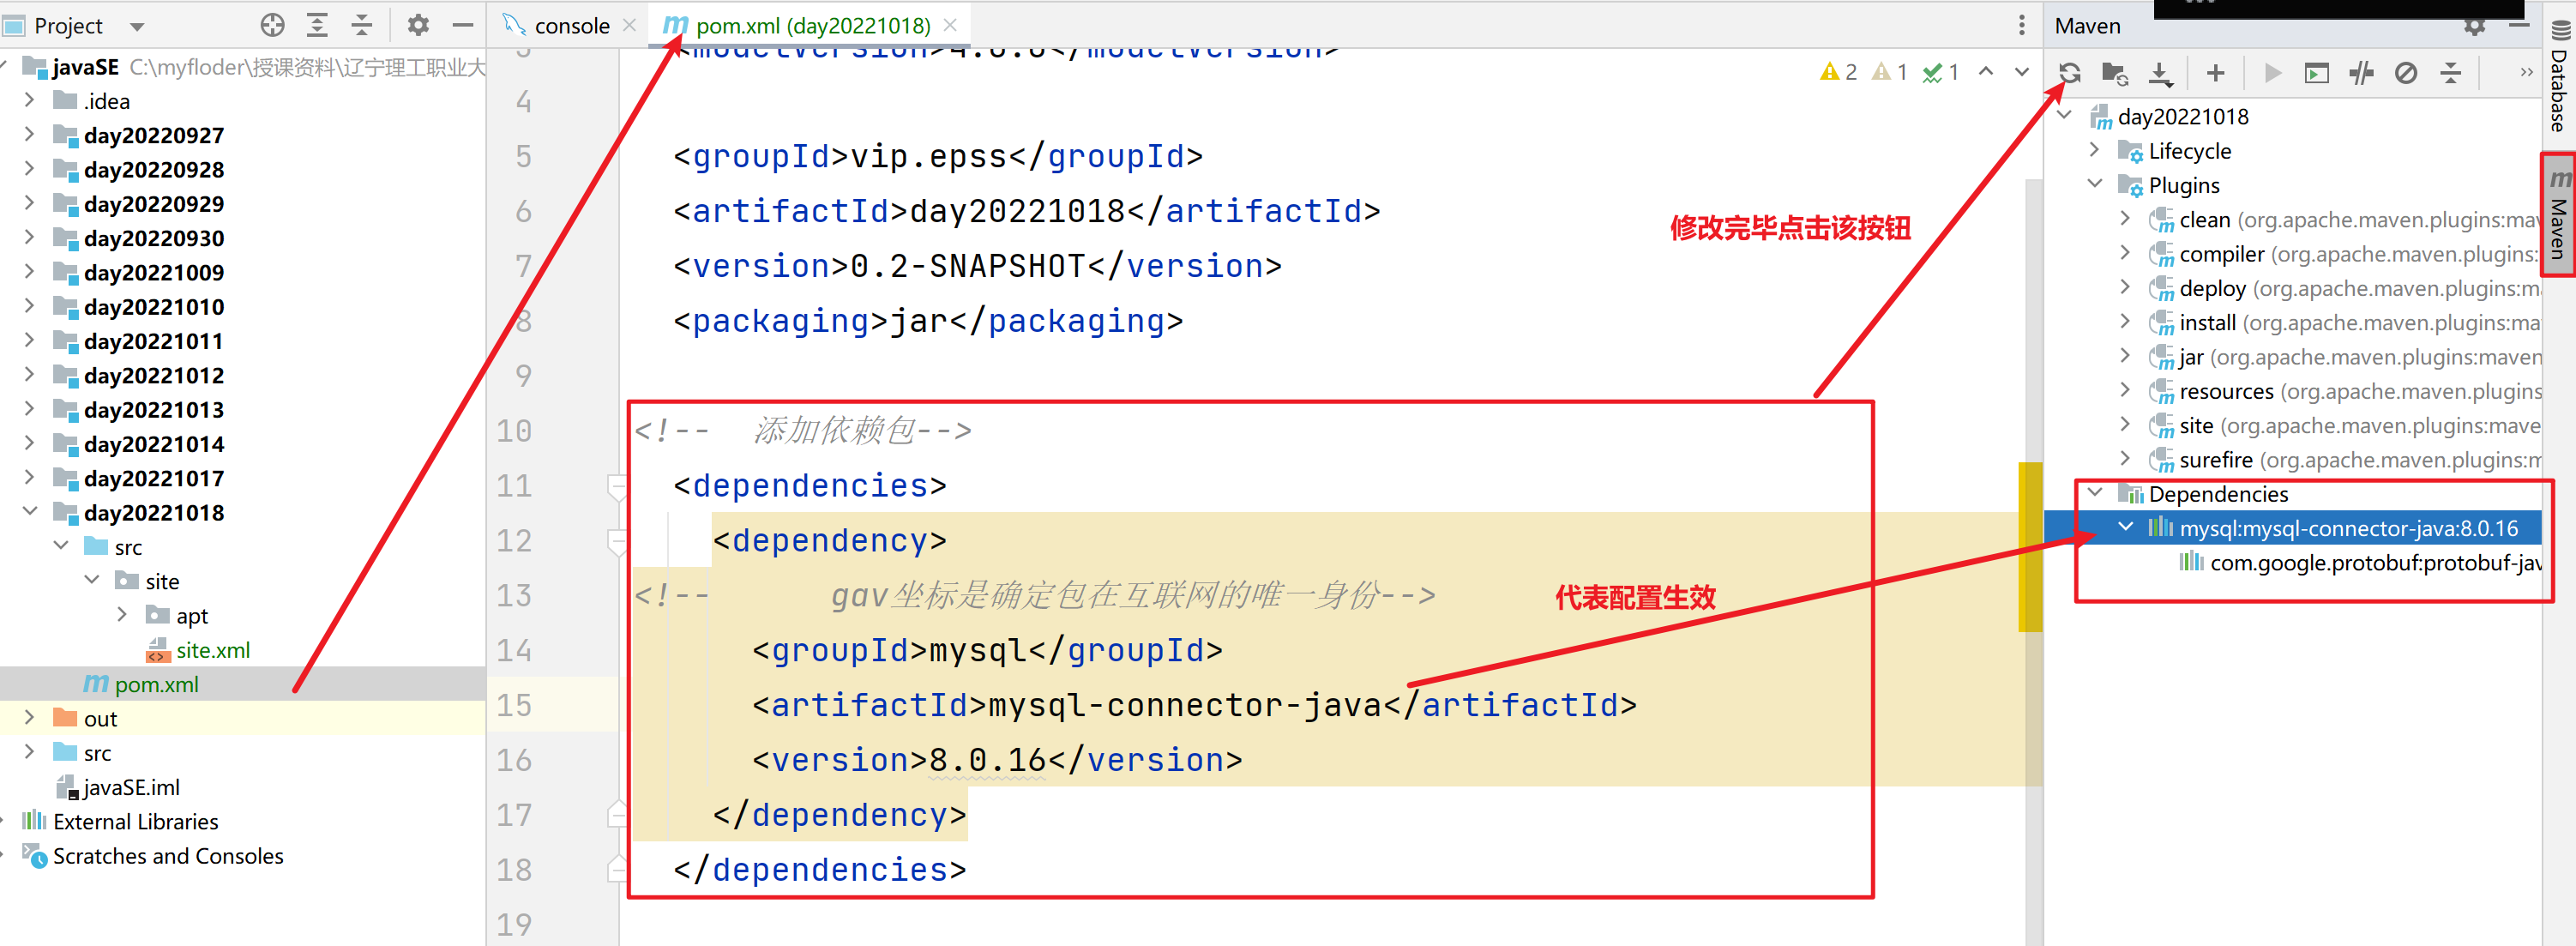 Project
console
pom.xml (day20221018)
Maven
javaSE C:\myfloder\授课资料\辽宁理工职业大
.idea
day20220927
day20220928
day20220929
day20220930
day20221009
day20221010
day20221011
day20221012
day20221013
day20221014
day20221017
day20221018
src
site
apt
site.xml
pom.xml
out
src
javaSE.iml
External Libraries
Scratches and Consoles
3 <modelVersion>4.0.0</modelVersion>
2 1 1
4
5 <groupId>vip.epss</groupId>
6 <artifactId>day20221018</artifactId>
7 <version>0.2-SNAPSHOT</version>
8 <packaging>jar</packaging>
9
10 <!-- 添加依赖包-->
11 <dependencies>
12 <dependency>
13 <!-- gav坐标是确定包在互联网的唯一身份-->
14 <groupId>mysql</groupId>
15 <artifactId>mysql-connector-java</artifactId>
16 <version>8.0.16</version>
17 </dependency>
18 </dependencies>
19
修改完毕点击该按钮
代表配置生效
day20221018
Lifecycle
Plugins
clean (org.apache.maven.plugins:mav
compiler (org.apache.maven.plugins:
deploy (org.apache.maven.plugins:ma
install (org.apache.maven.plugins:ma
jar (org.apache.maven.plugins:maven
resources (org.apache.maven.plugins:
site (org.apache.maven.plugins:mave
surefire (org.apache.maven.plugins:m
Dependencies
mysql:mysql-connector-java:8.0.16
com.google.protobuf:protobuf-jav
Database
Maven